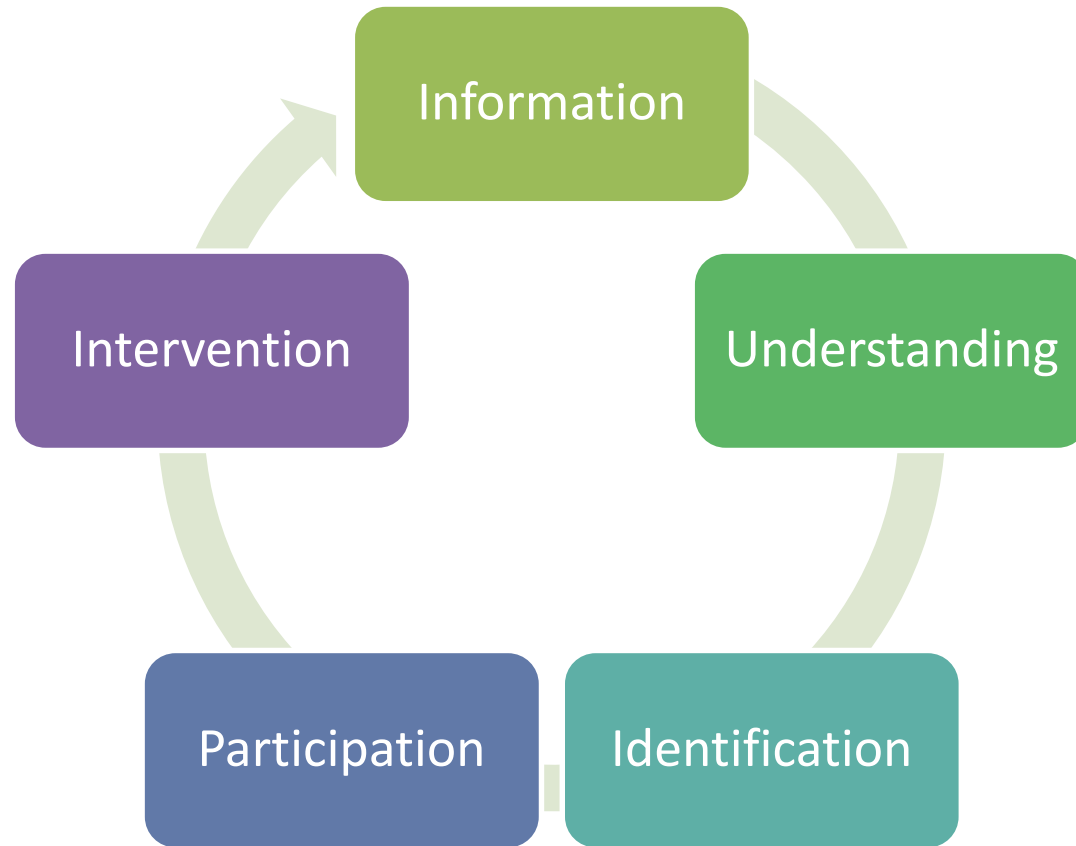 Information
Understanding
Identification
Participation
Intervention